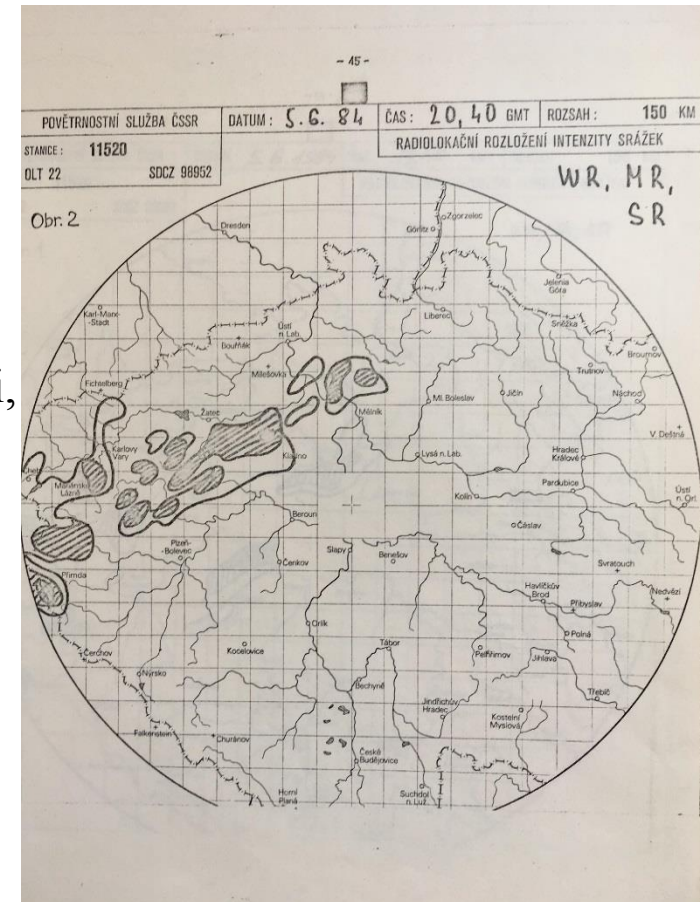 - 45 -
POVĚTRNOSTNÍ SLUŽBA ČSSR
DATUM : 5.6. 84
ČAS : 20,40 GMT
ROZSAH : 150 KM
STANICE : 11520
RADIOLOKAČNÍ ROZLOŽENÍ INTENZITY SRÁŽEK
OLT 22 SDCZ 98952
WR, MR,
SR
Obr. 2
í,
Zgorzelec
Görlitz
Dresden
Jelenia
Góra
Karl-Marx
-Stadt
Liberec
Sněžka
Ústí
n. Lab.
Doupňák
Broumov
Milešovka
Trutnov
Fichtelberg
Náchod
Ml. Boleslav
Jičín
Žatec
Mělník
V. Deštná
Karlovy
Vary
Kladno
Lysá n. Lab.
Hradec
Králové
Cheb
Mariánské
Lázně
Pardubice
Ústí
n. Orl.
Kolín
Beroun
Čáslav
Plzeň
-Bolevec
Slapy
Benešov
Čenkov
Svratouch
Přimda
Havlíčkův
Brod
Nedvězí
Přibyslav
Orlík
Polná
Čerchov
Kocelovice
Tábor
Pelhřimov
Jihlava
Nýrsko
Bechyně
Třebíč
Jindřichův
Hradec
Kostelní
Myslová
Falkenstein
Churáňov
České
Budějovice
Horní
Planá
Suchdol
n. Luž.